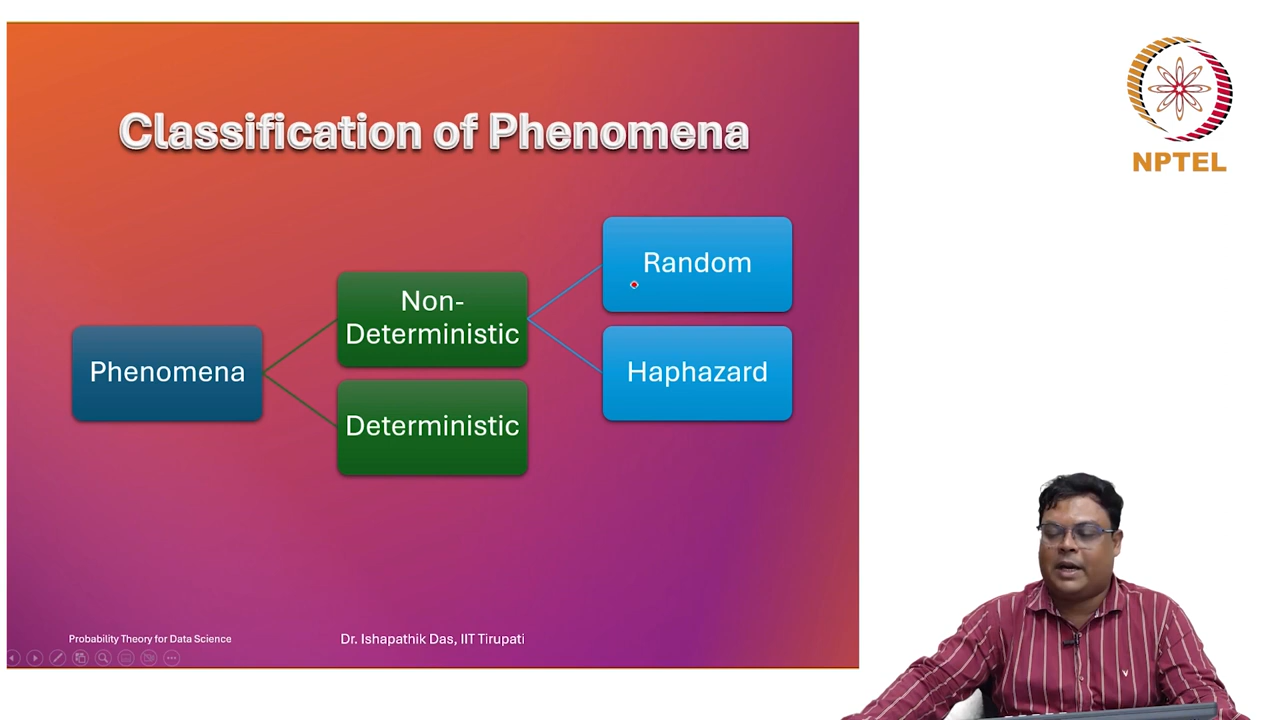 Classification of Phenomena
NPTEL
Random
Non-
Deterministic
Phenomena
Haphazard
Deterministic
Probability Theory for Data Science
Dr. Ishapathik Das, IIT Tirupati